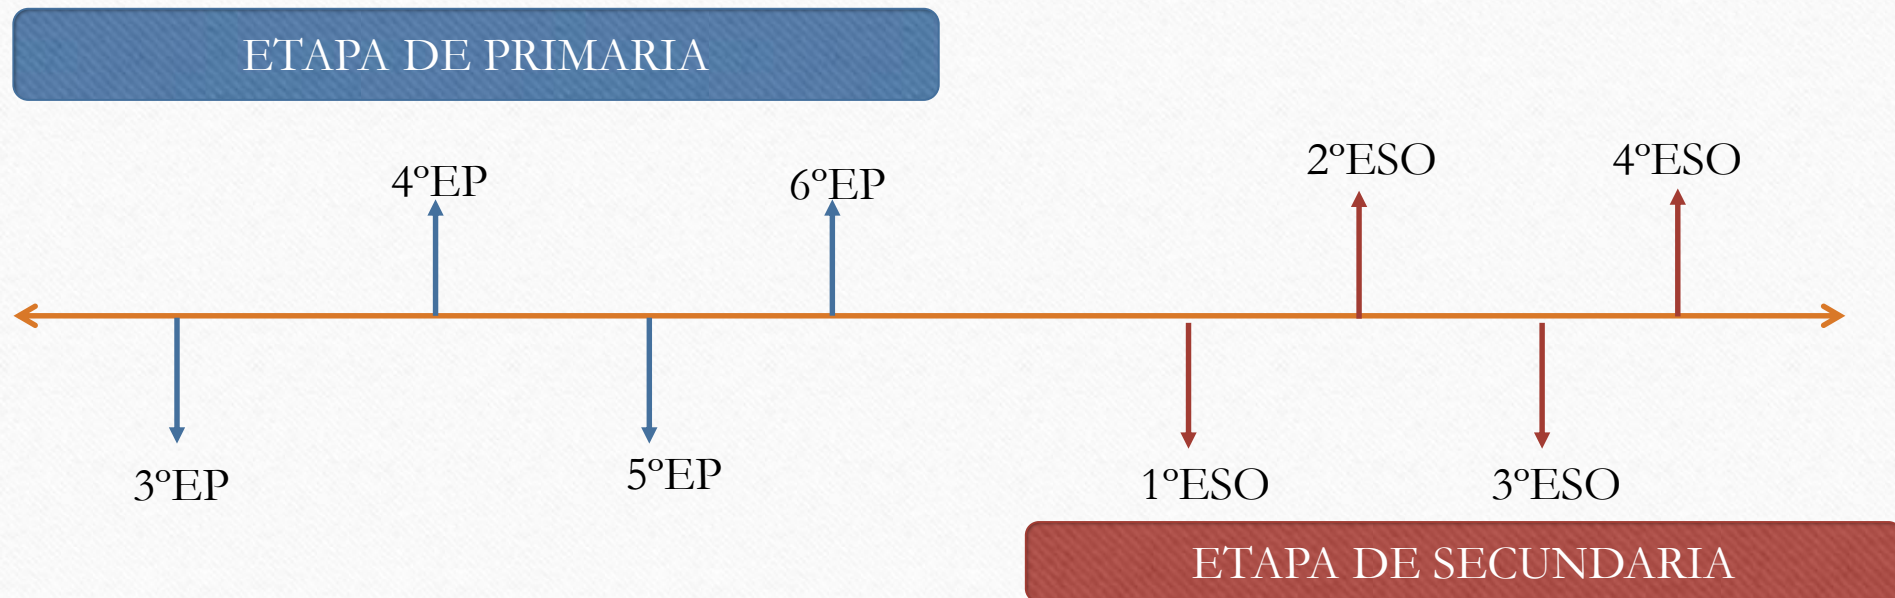 ETAPA DE PRIMARIA
4ºEP
6ºEP
2ºESO
4ºESO
3ºEP
5ºEP
1ºESO
3ºESO
ETAPA DE SECUNDARIA